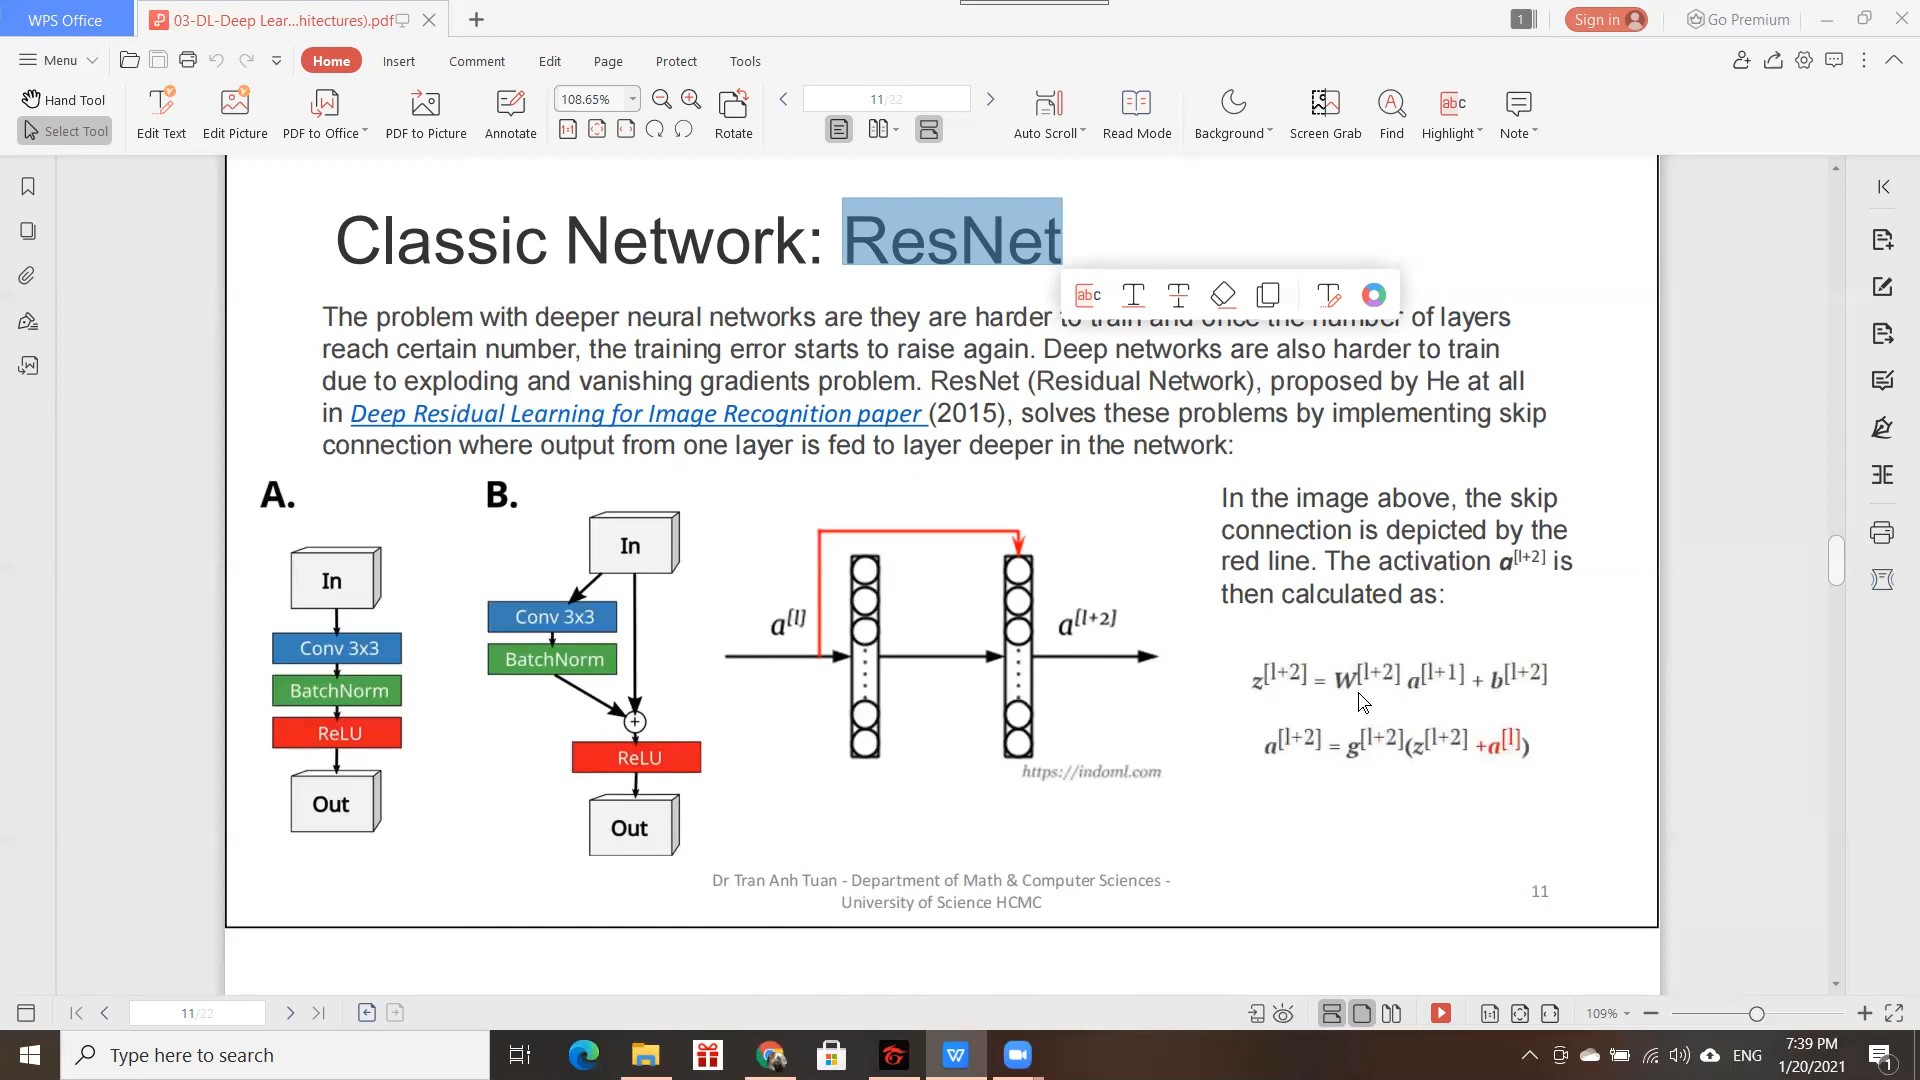 WPS Office
03-DL-Deep Lear...hitectures).pdf
1
Sign in
Go Premium
Menu
Home
Insert
Comment
Edit
Page
Protect
Tools
Hand Tool
Select Tool
Edit Text
Edit Picture
PDF to Office
PDF to Picture
Annotate
108.65%
Rotate
11/22
Auto Scroll
Read Mode
Background
Screen Grab
Find
Highlight
Note
Classic Network: ResNet
The problem with deeper neural networks are they are harder to train and once the number of layers
reach certain number, the training error starts to raise again. Deep networks are also harder to train
due to exploding and vanishing gradients problem. ResNet (Residual Network), proposed by He at all
in Deep Residual Learning for Image Recognition paper (2015), solves these problems by implementing skip
connection where output from one layer is fed to layer deeper in the network:
A.
In
Conv 3x3
BatchNorm
ReLU
Out
B.
In
Conv 3x3
BatchNorm
+
ReLU
Out
a[l]
a[l+2]
https://indoml.com
In the image above, the skip
connection is depicted by the
red line. The activation a[l+2] is
then calculated as:
z[l+2] = W[l+2] a[l+1] + b[l+2]
a[l+2] = g[l+2](z[l+2] +a[l])
Dr Tran Anh Tuan - Department of Math & Computer Sciences -
University of Science HCMC
11
11/22
109%
Type here to search
ENG
7:39 PM
1/20/2021
1